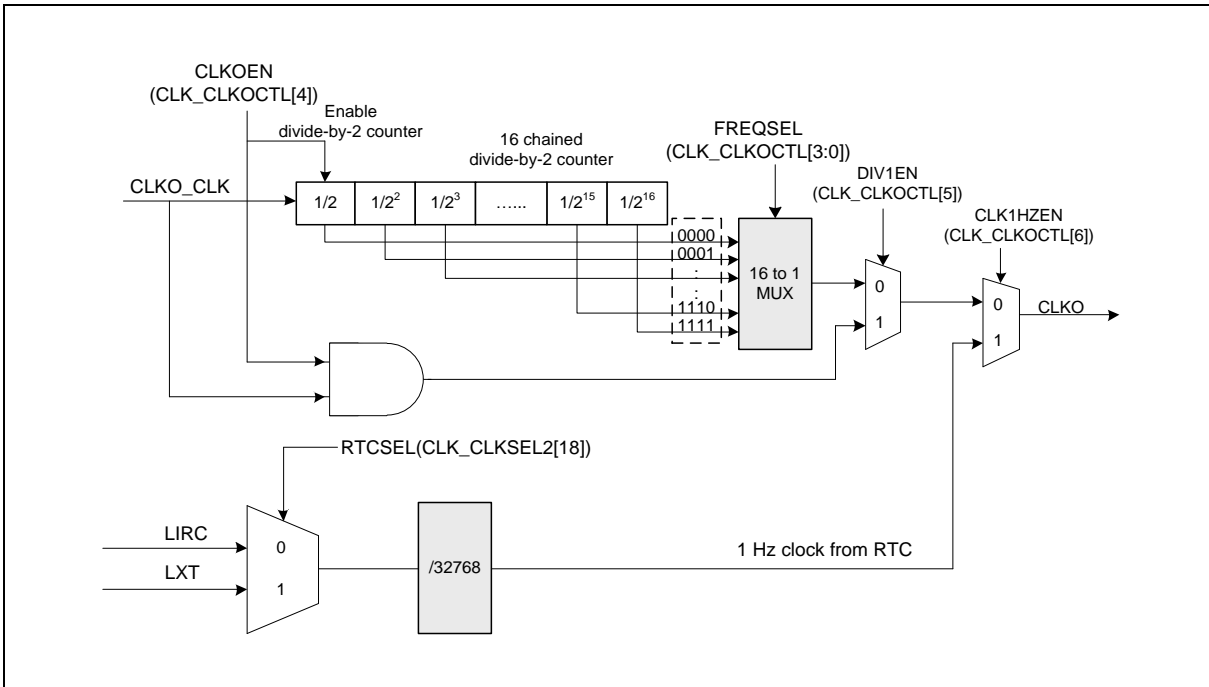 CLKOEN
(CLK_CLKOCTL[4])
Enable
divide-by-2 counter
16 chained
divide-by-2 counter
FREQSEL
(CLK_CLKOCTL[3:0])
DIV1EN
(CLK_CLKOCTL[5])
CLK1HZEN
(CLK_CLKOCTL[6])
CLKO_CLK
1/2
1/2²
1/2³
…...
1/2¹⁵
1/2¹⁶
0000
0001
:
:
1110
1111
16 to 1
MUX
0
1
0
1
CLKO
RTCSEL(CLK_CLKSEL2[18])
LIRC
LXT
0
1
/32768
1 Hz clock from RTC